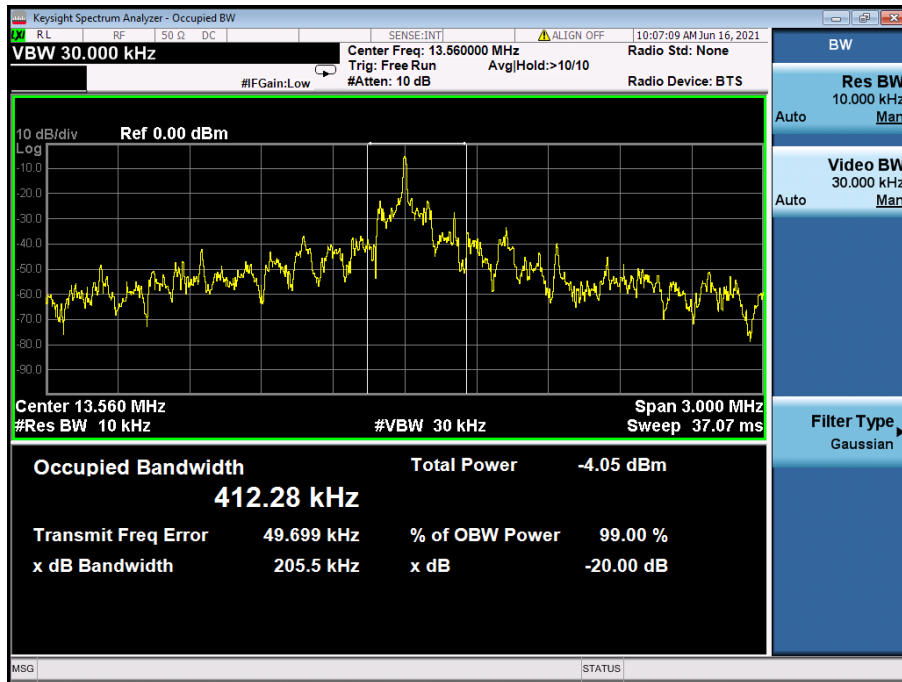 Keysight Spectrum Analyzer - Occupied BW
LXI RL RF 50 Ω DC SENSE:INT ALIGN OFF 10:07:09 AM Jun 16, 2021
VBW 30.000 kHz
Center Freq: 13.560000 MHz Radio Std: None
Trig: Free Run Avg|Hold:>10/10
#IFGain:Low #Atten: 10 dB Radio Device: BTS
10 dB/div Ref 0.00 dBm
Log
-10.0
-20.0
-30.0
-40.0
-50.0
-60.0
-70.0
-80.0
-90.0
Center 13.560 MHz Span 3.000 MHz
#Res BW 10 kHz #VBW 30 kHz Sweep 37.07 ms
Occupied Bandwidth Total Power -4.05 dBm
412.28 kHz
Transmit Freq Error 49.699 kHz % of OBW Power 99.00 %
x dB Bandwidth 205.5 kHz x dB -20.00 dB
MSG STATUS
BW
Res BW
10.000 kHz
Auto Man
Video BW
30.000 kHz
Auto Man
Filter Type
Gaussian